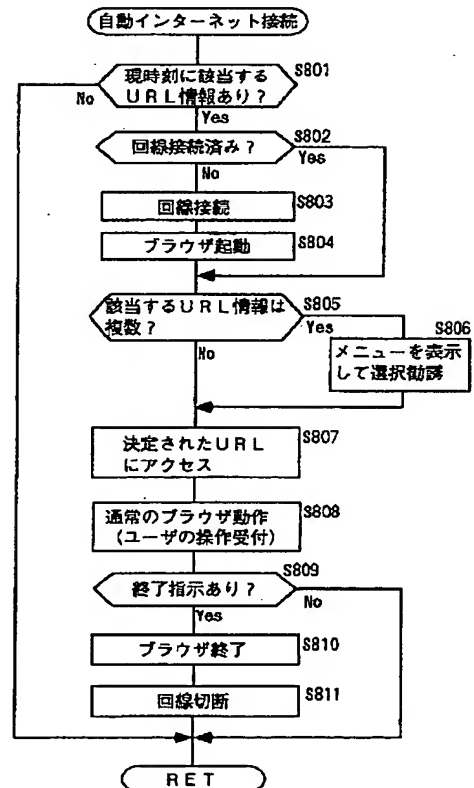 自動インターネット接続
現時刻に該当する
URL情報あり?
S801
No
Yes
回線接続済み?
S802
Yes
No
回線接続
S803
ブラウザ起動
S804
該当するURL情報は
複数?
S805
Yes
No
S806
メニューを表示
して選択勧誘
決定されたURL
にアクセス
S807
通常のブラウザ動作
(ユーザの操作受付)
S808
終了指示あり?
S809
No
Yes
ブラウザ終了
S810
回線切断
S811
RET